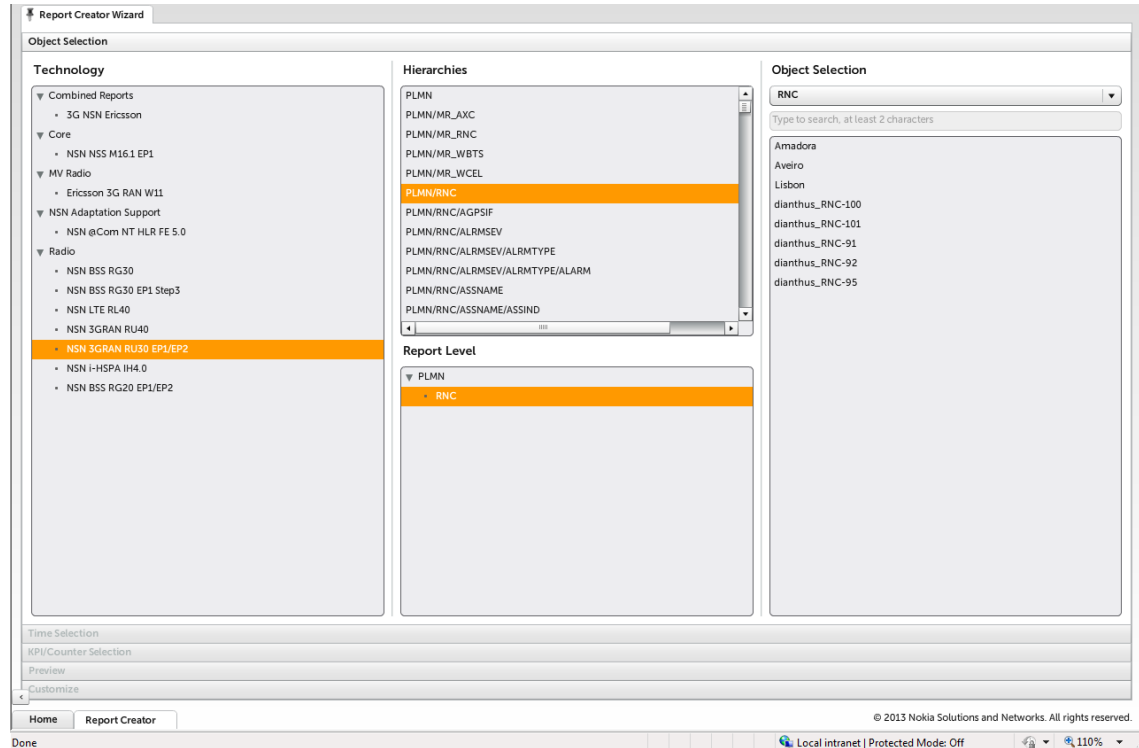 Report Creator Wizard
Object Selection
Technology
Combined Reports
3G NSN Ericsson
Core
NSN NSS M16.1 EP1
MV Radio
Ericsson 3G RAN W11
NSN Adaptation Support
NSN @Com NT HLR FE 5.0
Radio
NSN BSS RG30
NSN BSS RG30 EP1 Step3
NSN LTE RL40
NSN 3GRAN RU40
NSN 3GRAN RU30 EP1/EP2
NSN i-HSPA IH4.0
NSN BSS RG20 EP1/EP2
Hierarchies
PLMN
PLMN/MR_AXC
PLMN/MR_RNC
PLMN/MR_WBTS
PLMN/MR_WCEL
PLMN/RNC
PLMN/RNC/AGPSIF
PLMN/RNC/ALRMSEV
PLMN/RNC/ALRMSEV/ALRMTYPE
PLMN/RNC/ALRMSEV/ALRMTYPE/ALARM
PLMN/RNC/ASSNAME
PLMN/RNC/ASSNAME/ASSIND
Report Level
PLMN
RNC
Object Selection
RNC
Type to search, at least 2 characters
Amadora
Aveiro
Lisbon
dianthus_RNC-100
dianthus_RNC-101
dianthus_RNC-91
dianthus_RNC-92
dianthus_RNC-95
Time Selection
KPI/Counter Selection
Preview
Customize
Home
Report Creator
© 2013 Nokia Solutions and Networks. All rights reserved.
Done
Local intranet | Protected Mode: Off
110%